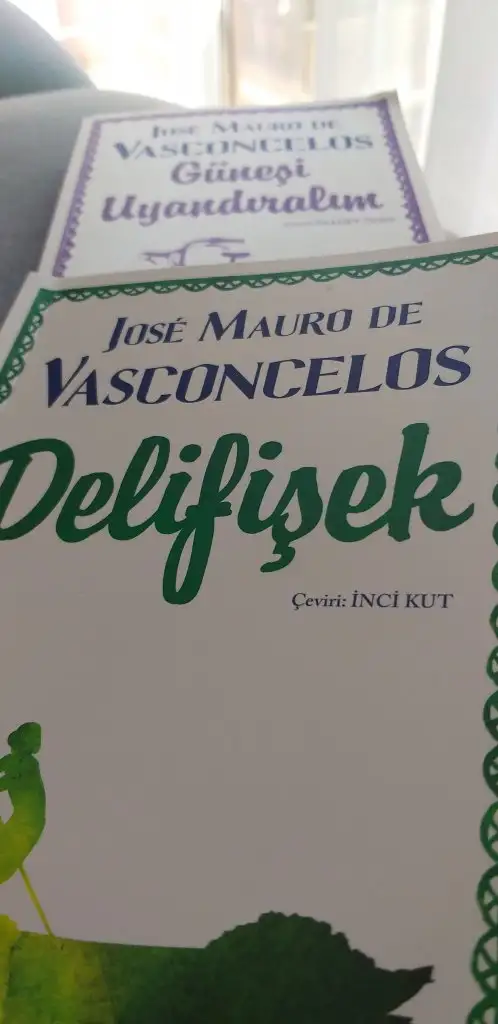 JOSÉ MAURO DE
VASCONCELOS
Güneşi
Uyandıralım
JOSÉ MAURO DE
VASCONCELOS
Delifişek
Çeviri: İNCİ KUT